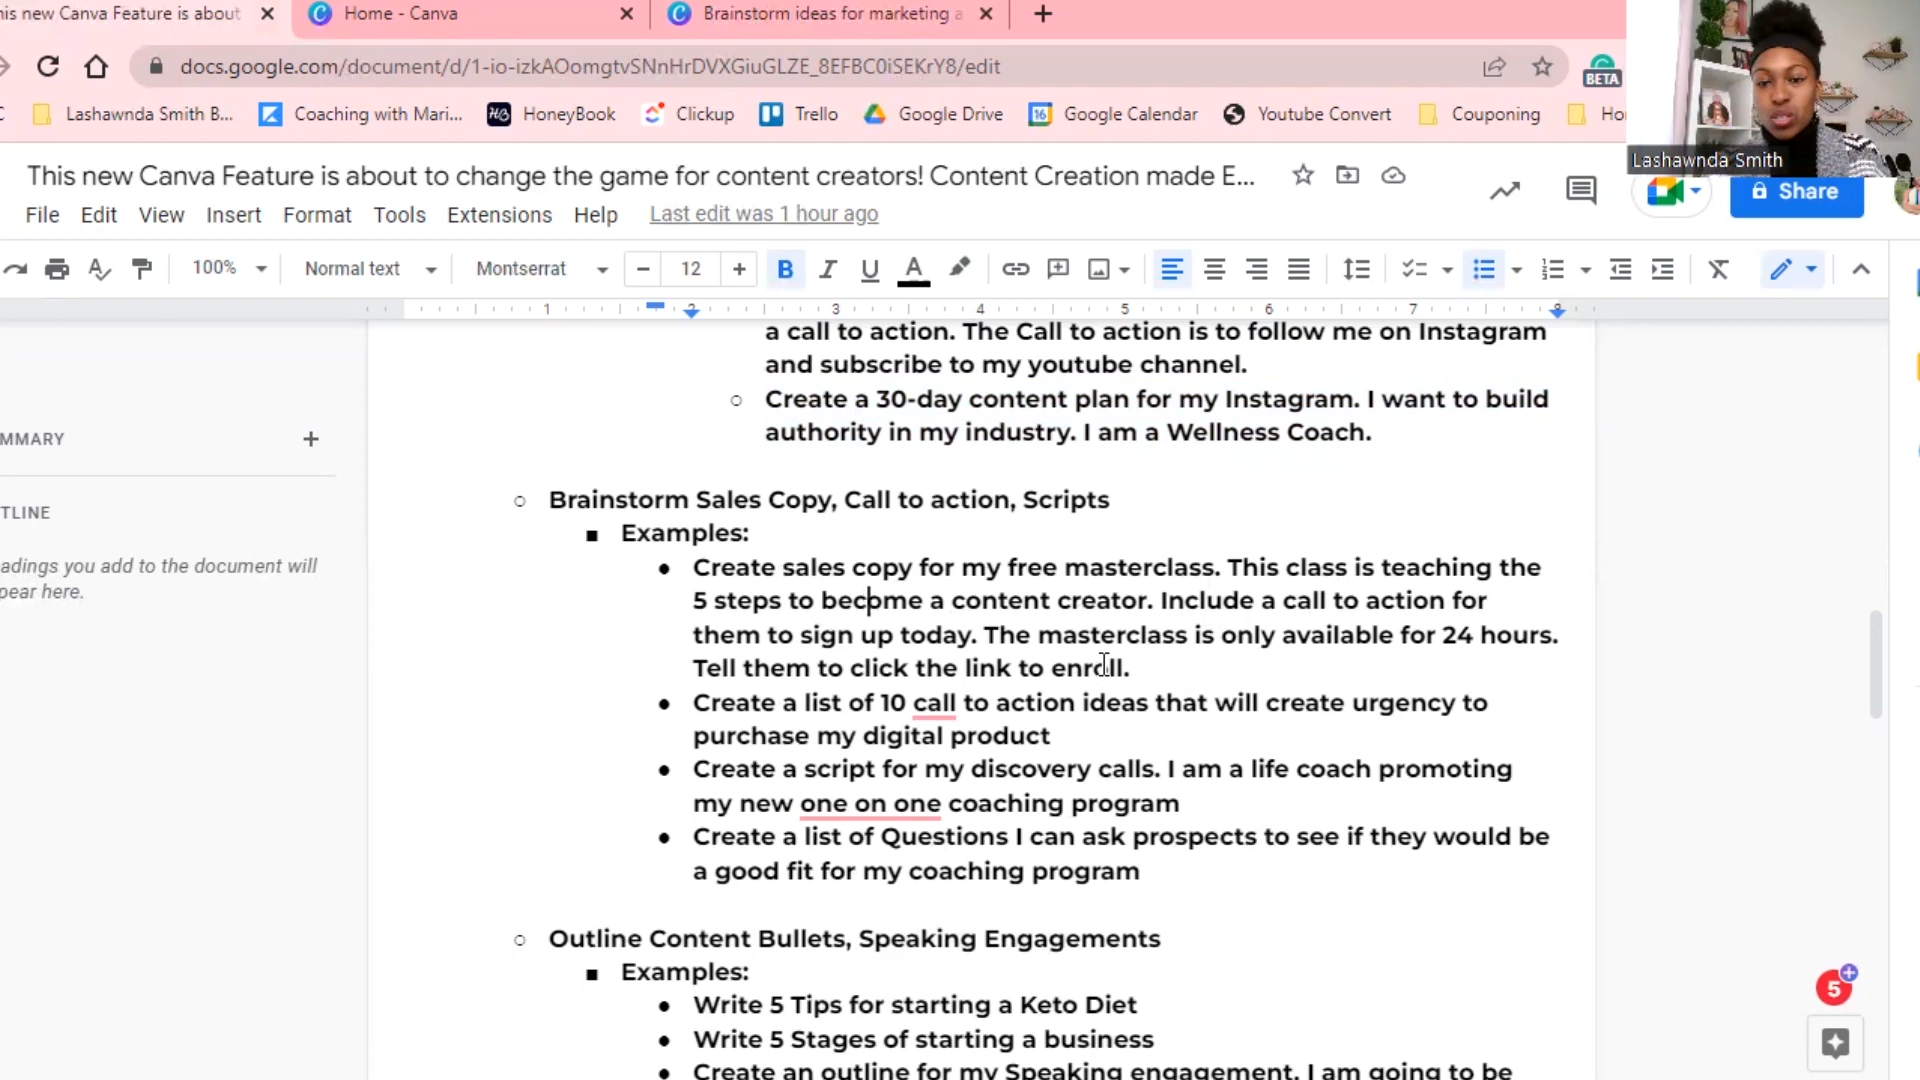 his new Canva Feature is about
Home - Canva
Brainstorm ideas for marketing a
docs.google.com/document/d/1-io-izkAOomgtvSNnHrDVXGiuGLZE_8EFBC0iSEKrY8/edit
BETA
Lashawnda Smith B...
Coaching with Mari...
HoneyBook
Clickup
Trello
Google Drive
16
Google Calendar
Youtube Convert
Couponing
Ho
Lashawnda Smith
This new Canva Feature is about to change the game for content creators! Content Creation made E...
Share
File Edit View Insert Format Tools Extensions Help Last edit was 1 hour ago
100% Normal text Montserrat 12 B I U A
1 2 3 4 5 6 7 8
a call to action. The Call to action is to follow me on Instagram
and subscribe to my youtube channel.
Create a 30-day content plan for my Instagram. I want to build
authority in my industry. I am a Wellness Coach.
MMARY
TLINE
adings you add to the document will
pear here.
Brainstorm Sales Copy, Call to action, Scripts
Examples:
Create sales copy for my free masterclass. This class is teaching the
5 steps to become a content creator. Include a call to action for
them to sign up today. The masterclass is only available for 24 hours.
Tell them to click the link to enroll.
Create a list of 10 call to action ideas that will create urgency to
purchase my digital product
Create a script for my discovery calls. I am a life coach promoting
my new one on one coaching program
Create a list of Questions I can ask prospects to see if they would be
a good fit for my coaching program
Outline Content Bullets, Speaking Engagements
Examples:
Write 5 Tips for starting a Keto Diet
Write 5 Stages of starting a business
Create an outline for my Speaking engagement. I am going to be
5